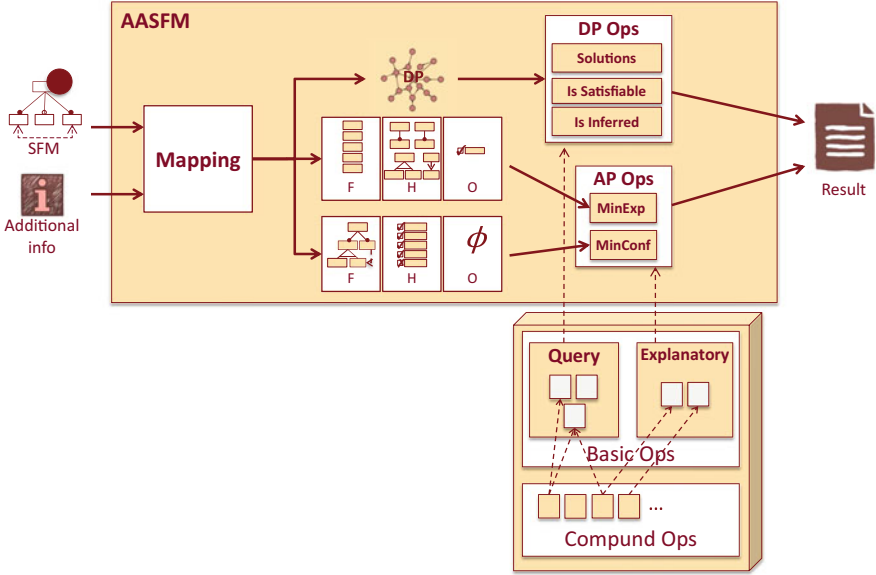 AASFM
DP Ops
Solutions
Is Satisfiable
Is Inferred
DP
SFM
Mapping
F
H
O
AP Ops
MinExp
MinConf
Result
Additional
info
ϕ
F
H
O
Query
Explanatory
Basic Ops
...
Compund Ops